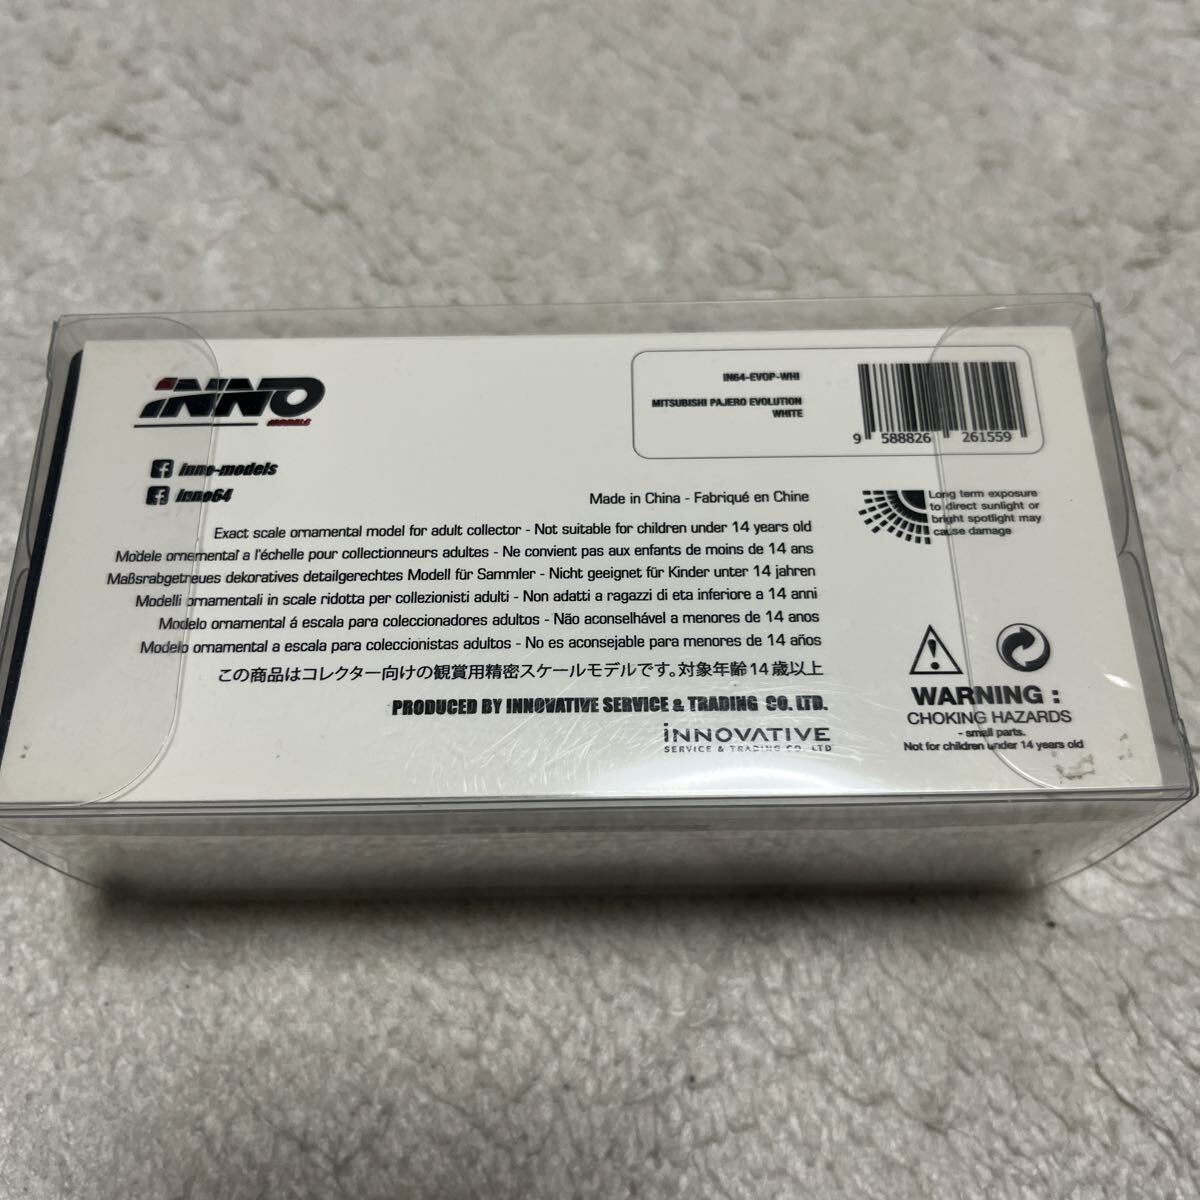 iNNO
MODELS
inno-models
inno64
IN64-EVOP-WHI
MITSUBISHI PAJERO EVOLUTION
WHITE
9 588826 261559
Made in China - Fabriqué en Chine
Long term exposure
to direct sunlight or
bright spotlight may
cause damage
Exact scale ornamental model for adult collector - Not suitable for children under 14 years old
Modele ornemental a l'échelle pour collectionneurs adultes - Ne convient pas aux enfants de moins de 14 ans
Maßsrabgetreues dekoratives detailgerechtes Modell für Sammler - Nicht geeignet für Kinder unter 14 jahren
Modelli ornamentali in scale ridotta per collezionisti adulti - Non adatti a ragazzi di eta inferiore a 14 anni
Modelo ornamental á escala para coleccionadores adultos - Não aconselhável a menores de 14 anos
Modelo ornamental a escala para coleccionistas adultos - No es aconsejable para menores de 14 años
この商品はコレクター向けの観賞用精密スケールモデルです。対象年齢14歳以上
PRODUCED BY INNOVATIVE SERVICE & TRADING CO. LTD.
iNNOVATIVE
SERVICE & TRADING CO. LTD
WARNING :
CHOKING HAZARDS
- small parts.
Not for children under 14 years old